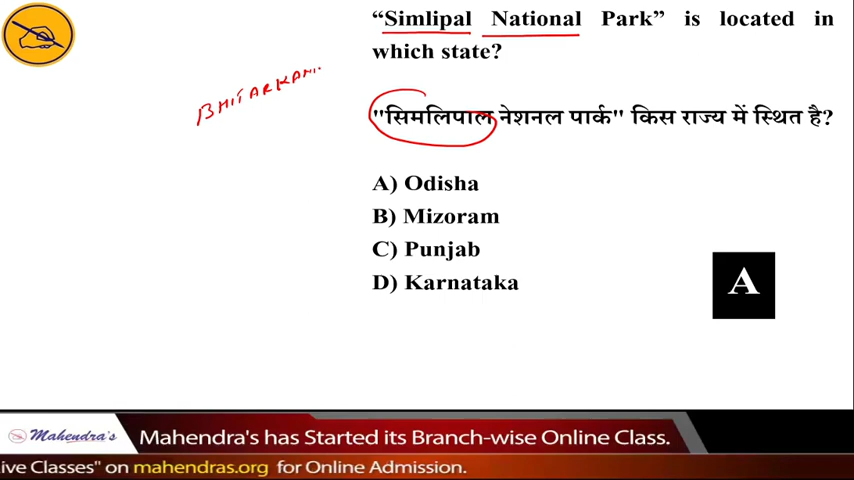 "Simlipal National Park" is located in
which state?
BHITARKANI
"सिमलिपाल नेशनल पार्क" किस राज्य में स्थित है?
A) Odisha
B) Mizoram
C) Punjab
D) Karnataka
A
Mahendra's
Mahendra's has Started its Branch-wise Online Class.
ive Classes" on mahendras.org for Online Admission.